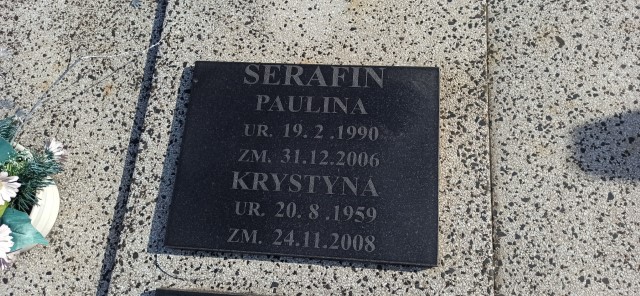 SERAFIN
PAULINA
UR. 19.2.1990
ZM. 31.12.2006
KRYSTYNA
UR. 20.8.1959
ZM. 24.11.2008